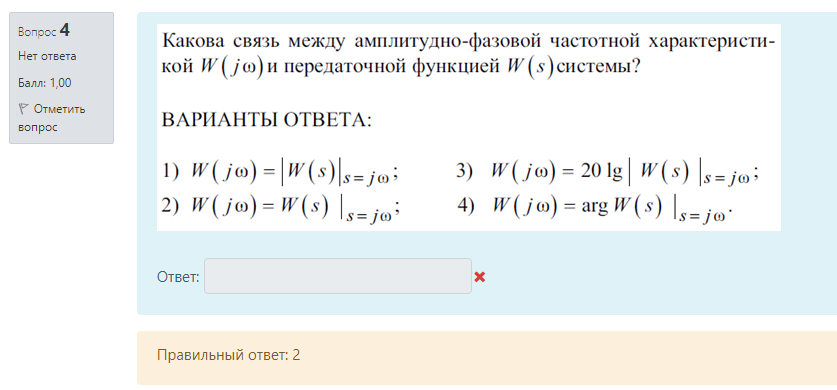 Вопрос 4
Нет ответа
Балл: 1,00
Отметить
вопрос
Какова связь между амплитудно-фазовой частотной характеристи-
кой W(jω) и передаточной функцией W(s)системы?
ВАРИАНТЫ ОТВЕТА:
1) W(jω) = |W(s)|s=jω;
3) W(jω) = 20 lg| W(s) |s=jω;
2) W(jω) = W(s) |s=jω;
4) W(jω) = arg W(s) |s=jω.
Ответ:
Правильный ответ: 2